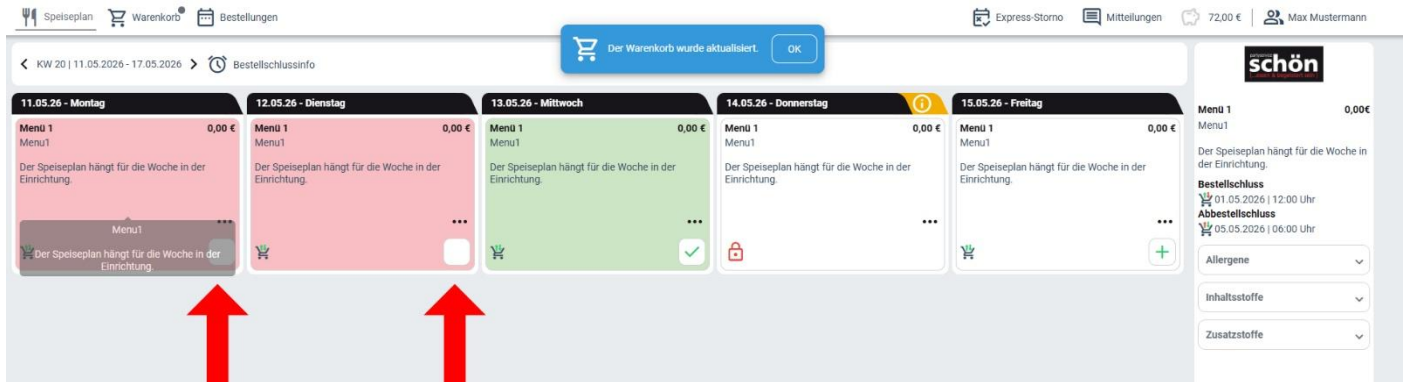 Speiseplan Warenkorb Bestellungen Express-Storno Mitteilungen 72,00 € Max Mustermann
Der Warenkorb wurde aktualisiert. OK
KW 20 | 11.05.2026 - 17.05.2026 Bestellschlussinfo
11.05.26 - Montag
Menü 1 0,00 €
Menu1
Der Speiseplan hängt für die Woche in der
Einrichtung.
...
Menu1
Der Speiseplan hängt für die Woche in der
Einrichtung.
12.05.26 - Dienstag
Menü 1 0,00 €
Menu1
Der Speiseplan hängt für die Woche in der
Einrichtung.
...
13.05.26 - Mittwoch
Menü 1 0,00 €
Menu1
Der Speiseplan hängt für die Woche in der
Einrichtung.
...
14.05.26 - Donnerstag
Menü 1 0,00 €
Menu1
Der Speiseplan hängt für die Woche in der
Einrichtung.
...
15.05.26 - Freitag
Menü 1 0,00 €
Menu1
Der Speiseplan hängt für die Woche in der
Einrichtung.
...
schön
Menü 1 0,00€
Menu1
Der Speiseplan hängt für die Woche in
der Einrichtung.
Bestellschluss
01.05.2026 | 12:00 Uhr
Abbestellschluss
05.05.2026 | 06:00 Uhr
Allergene
Inhaltsstoffe
Zusatzstoffe